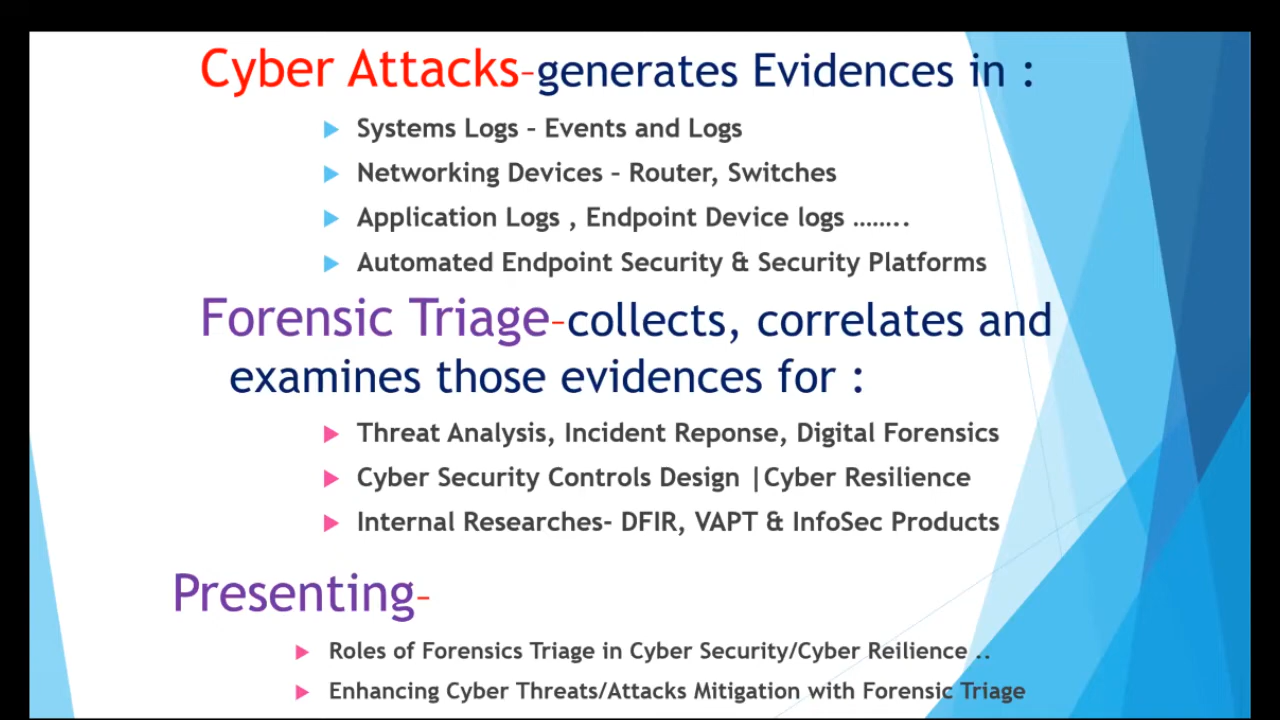 Cyber Attacks–generates Evidences in :
Systems Logs – Events and Logs
Networking Devices – Router, Switches
Application Logs , Endpoint Device logs ……..
Automated Endpoint Security & Security Platforms
Forensic Triage–collects, correlates and
examines those evidences for :
Threat Analysis, Incident Reponse, Digital Forensics
Cyber Security Controls Design |Cyber Resilience
Internal Researches- DFIR, VAPT & InfoSec Products
Presenting–
Roles of Forensics Triage in Cyber Security/Cyber Reilience ..
Enhancing Cyber Threats/Attacks Mitigation with Forensic Triage